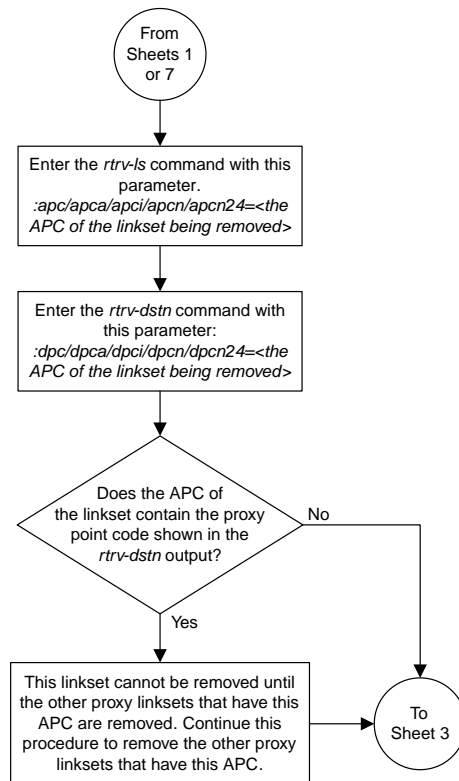 From
Sheets 1
or 7
Enter the rtrv-ls command with this
parameter.
:apc/apca/apci/apcn/apcn24=<the
APC of the linkset being removed>
Enter the rtrv-dstn command with
this parameter:
:dpc/dpca/dpci/dpcn/dpcn24=<the
APC of the linkset being removed>
Does the APC of
the linkset contain the proxy
point code shown in the
rtrv-dstn output?
No
Yes
This linkset cannot be removed until
the other proxy linksets that have this
APC are removed. Continue this
procedure to remove the other proxy
linksets that have this APC.
To
Sheet 3